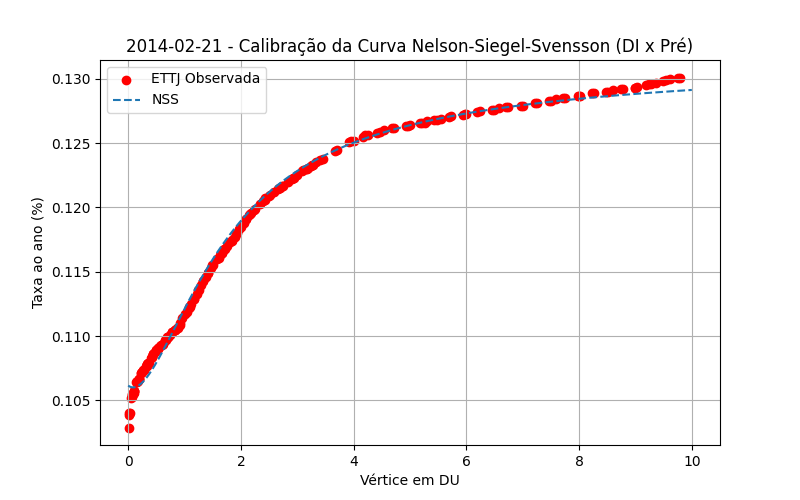 2014-02-21 - Calibração da Curva Nelson-Siegel-Svensson (DI x Pré)
ETTJ Observada
NSS
Taxa ao ano (%)
0.130
0.125
0.120
0.115
0.110
0.105
0 2 4 6 8 10
Vértice em DU